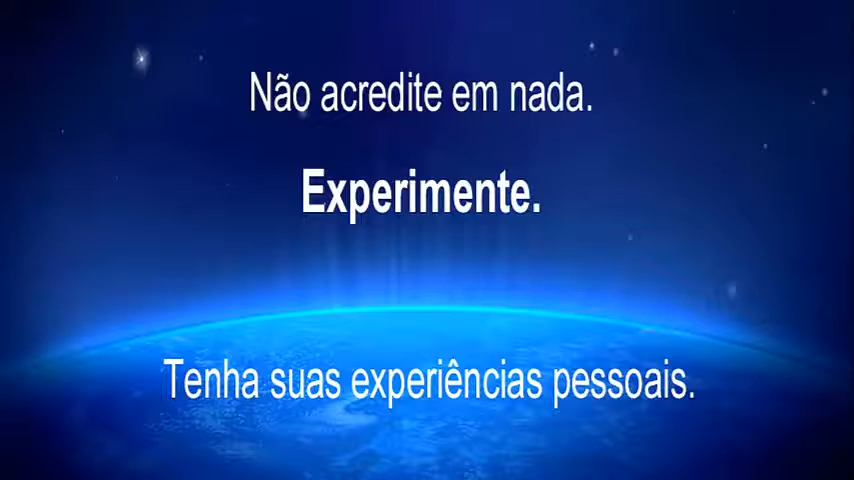 Não acredite em nada.
Experimente.
Tenha suas experiências pessoais.